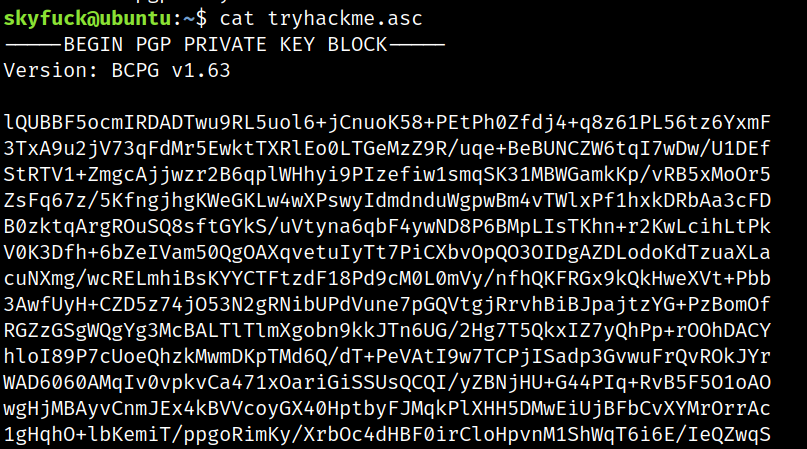 skyfuck@ubuntu:~$ cat tryhackme.asc
-----BEGIN PGP PRIVATE KEY BLOCK-----
Version: BCPG v1.63
lQUBBF5ocmIRDADTwu9RL5uol6+jCnuoK58+PEtPh0Zfdj4+q8z61PL56tz6YxmF
3TxA9u2jV73qFdMr5EwktTXRlEo0LTGeMzZ9R/uqe+BeBUNCZW6tqI7wDw/U1DEf
StRTV1+ZmgcAjjwzr2B6qplWHhyi9PIzefiw1smqSK31MBWGamkKp/vRB5xMoOr5
ZsFq67z/5KfngjhgKWeGKLw4wXPswyIdmdnduWgpwBm4vTWlxPf1hxkDRbAa3cFD
B0zktqArgROuSQ8sftGYkS/uVtyna6qbF4ywND8P6BMpLIsTKhn+r2KwLcihLtPk
V0K3Dfh+6bZeIVam50QgOAXqvetuIyTt7PiCXbvOpQO3OIDgAZDLodoKdTzuaXLa
cuNXmg/wcRELmhiBsKYYCTFtzdF18Pd9cM0L0mVy/nfhQKFRGx9kQkHweXVt+Pbb
3AwfUyH+CZD5z74jO53N2gRNibUPdVune7pGQVtgjRrvhBiBJpajtzYG+PzBomOf
RGZzGSgWQgYg3McBALTlTlmXgobn9kkJTn6UG/2Hg7T5QkxIZ7yQhPp+rOOhDACY
hloI89P7cUoeQhzkMwmDKpTMd6Q/dT+PeVAtI9w7TCPjISadp3GvwuFrQvROkJYr
WAD6060AMqIv0vpkvCa471xOariGiSSUsQCQI/yZBNjHU+G44PIq+RvB5F5O1oAO
wgHjMBAyvCnmJEx4kBVVcoyGX40HptbyFJMqkPlXHH5DMwEiUjBFbCvXYMrOrrAc
1gHqhO+lbKemiT/ppgoRimKy/XrbOc4dHBF0irCloHpvnM1ShWqT6i6E/IeQZwqS